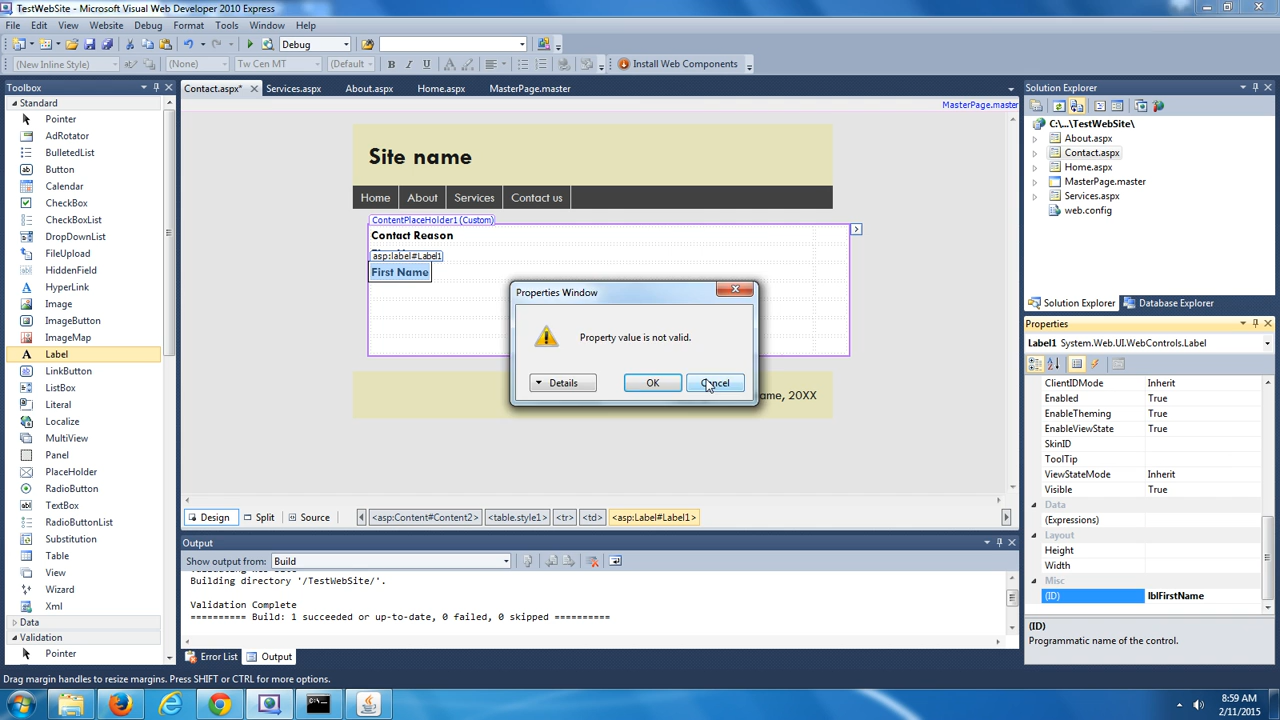 TestWebSite - Microsoft Visual Web Developer 2010 Express
File Edit View Website Debug Format Tools Window Help
Debug
(New Inline Style) (None) Tw Cen MT (Default) B I U A Install Web Components
Toolbox
Standard
Pointer
AdRotator
BulletedList
Button
Calendar
CheckBox
CheckBoxList
DropDownList
FileUpload
HiddenField
HyperLink
Image
ImageButton
ImageMap
Label
LinkButton
ListBox
Literal
Localize
MultiView
Panel
PlaceHolder
RadioButton
TextBox
RadioButtonList
Substitution
Table
View
Wizard
Xml
Data
Validation
Pointer
Contact.aspx* Services.aspx About.aspx Home.aspx MasterPage.master
MasterPage.master
Site name
Home About Services Contact us
ContentPlaceHolder1 (Custom)
Contact Reason
asp:label#Label1
First Name
ame, 20XX
Properties Window
Property value is not valid.
Details OK Cancel
Design Split Source <asp:Content#Content2> <table.style1> <tr> <td> <asp:Label#Label1>
Output
Show output from: Build
Building directory '/TestWebSite/'.
Validation Complete
========== Build: 1 succeeded or up-to-date, 0 failed, 0 skipped ==========
Error List Output
Solution Explorer
C:\...\TestWebSite\
About.aspx
Contact.aspx
Home.aspx
MasterPage.master
Services.aspx
web.config
Solution Explorer Database Explorer
Properties
Label1 System.Web.UI.WebControls.Label
ClientIDMode Inherit
Enabled True
EnableTheming True
EnableViewState True
SkinID
ToolTip
ViewStateMode Inherit
Visible True
Data
(Expressions)
Layout
Height
Width
Misc
(ID) lblFirstName
(ID)
Programmatic name of the control.
Drag margin handles to resize margins. Press SHIFT or CTRL for more options.
8:59 AM
2/11/2015